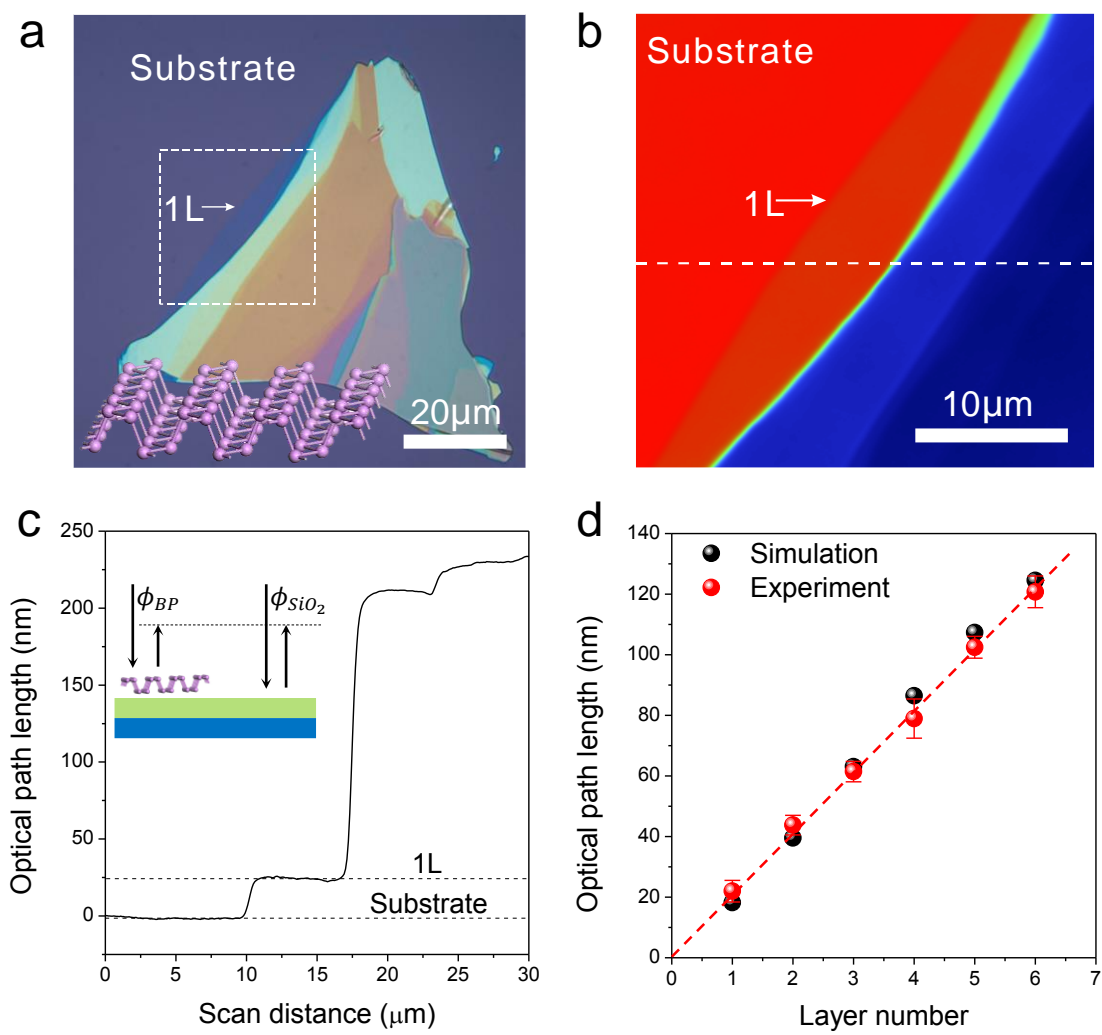 a
Substrate
1L
20μm
b
Substrate
1L
10μm
c
Optical path length (nm)
250
200
150
100
50
0
ϕBP
ϕSiO₂
1L
Substrate
0 5 10 15 20 25 30
Scan distance (μm)
d
Optical path length (nm)
140
120
100
80
60
40
20
0
Simulation
Experiment
0 1 2 3 4 5 6 7
Layer number